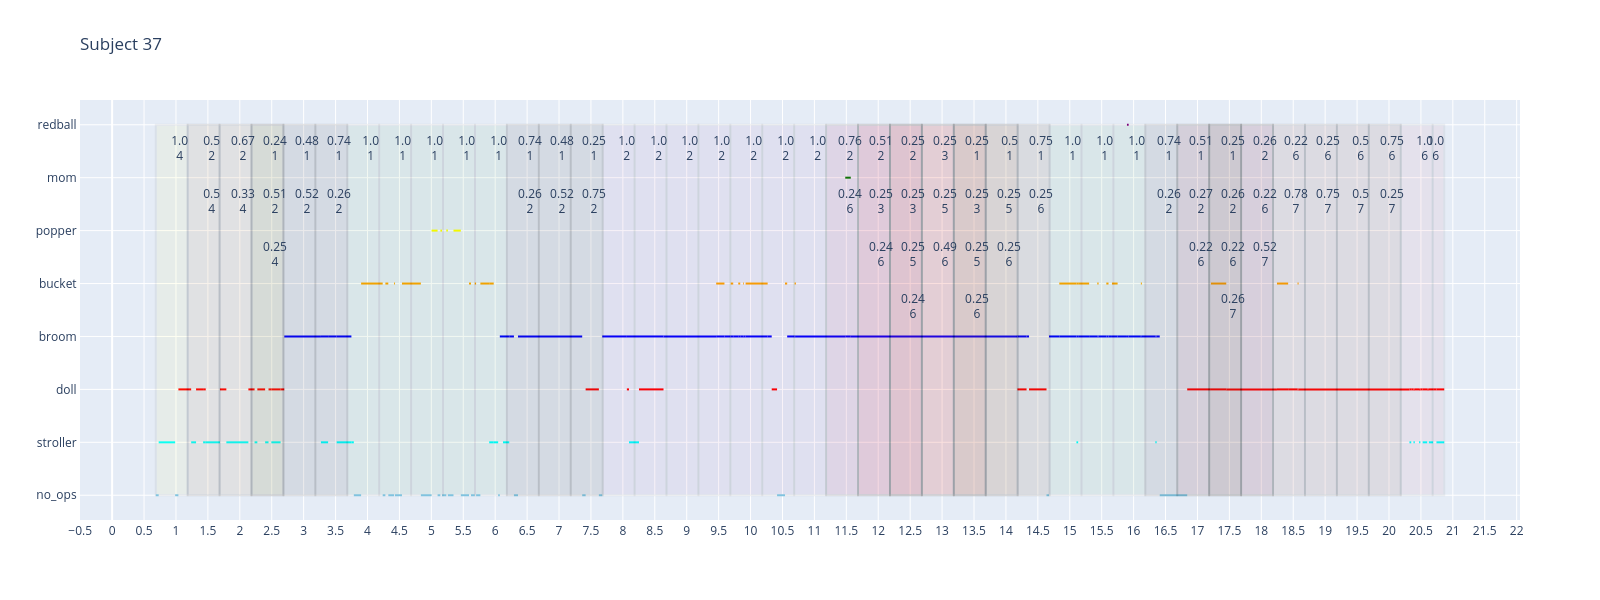 Subject 37
redball
1.0 0.5 0.67 0.24 0.48 0.74 1.0 1.0 1.0 1.0 1.0 0.74 0.48 0.25 1.0 1.0 1.0 1.0 1.0 1.0 1.0 0.76 0.51 0.25 0.25 0.25 0.5 0.75 1.0 1.0 1.0 0.74 0.51 0.25 0.26 0.22 0.25 0.5 0.75 1.0 1.0
4 2 2 1 1 1 1 1 1 1 1 1 1 1 2 2 2 2 2 2 2 2 2 2 3 1 1 1 1 1 1 1 1 1 2 6 6 6 6 6 6
mom
0.5 0.33 0.51 0.52 0.26 0.26 0.52 0.75 0.24 0.25 0.25 0.25 0.25 0.25 0.25 0.26 0.27 0.26 0.22 0.78 0.75 0.5 0.25
4 4 2 2 2 2 2 2 6 3 3 5 3 5 6 2 2 2 6 7 7 7 7
popper
0.25 0.24 0.25 0.49 0.25 0.25 0.22 0.22 0.52
4 6 5 6 5 6 6 6 7
bucket
0.24 0.25 0.26
6 6 7
broom
doll
stroller
no_ops
−0.5 0 0.5 1 1.5 2 2.5 3 3.5 4 4.5 5 5.5 6 6.5 7 7.5 8 8.5 9 9.5 10 10.5 11 11.5 12 12.5 13 13.5 14 14.5 15 15.5 16 16.5 17 17.5 18 18.5 19 19.5 20 20.5 21 21.5 22